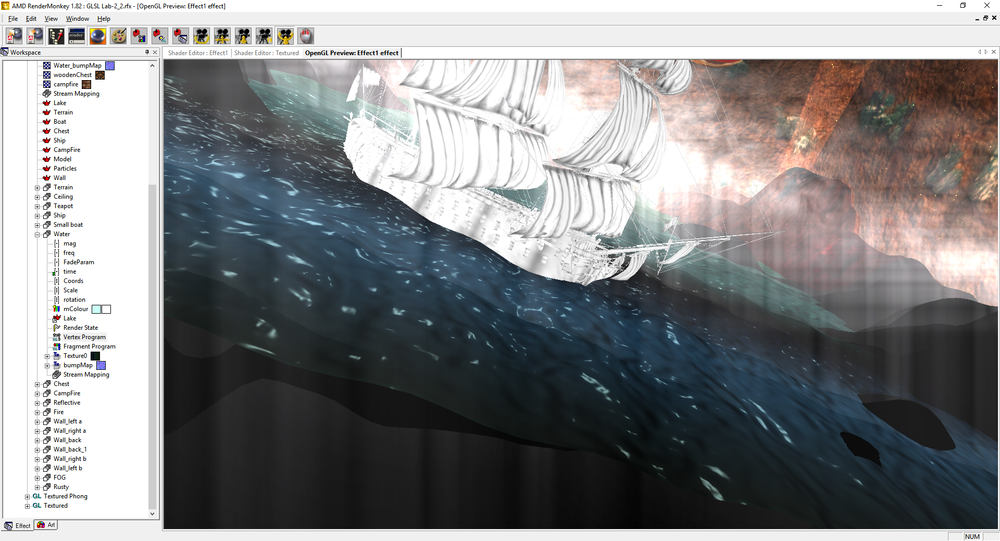 AMD RenderMonkey 1.82 : GLSL Lab-2_2.rfx - [OpenGL Preview: Effect1 effect]
File Edit View Window Help
render
Workspace
Shader Editor : Effect1 Shader Editor : Textured OpenGL Preview: Effect1 effect
Water_bumpMap
woodenChest
campfire
Stream Mapping
Lake
Terrain
Boat
Chest
Ship
CampFire
Model
Particles
Wall
Terrain
Ceiling
Teapot
Ship
Small boat
Water
mag
freq
FadeParam
time
Coords
Scale
rotation
mColour
Lake
Render State
Vertex Program
Fragment Program
Texture0
bumpMap
Stream Mapping
Chest
CampFire
Reflective
Fire
Wall_left a
Wall_right a
Wall_back
Wall_back_1
Wall_right b
Wall_left b
FOG
Rusty
GL Textured Phong
GL Textured
Effect Art
NUM